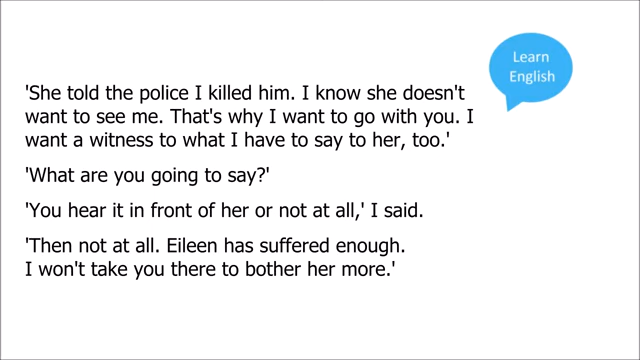 Learn
English
'She told the police I killed him. I know she doesn't
want to see me. That's why I want to go with you. I
want a witness to what I have to say to her, too.'
'What are you going to say?'
'You hear it in front of her or not at all,' I said.
'Then not at all. Eileen has suffered enough.
I won't take you there to bother her more.'